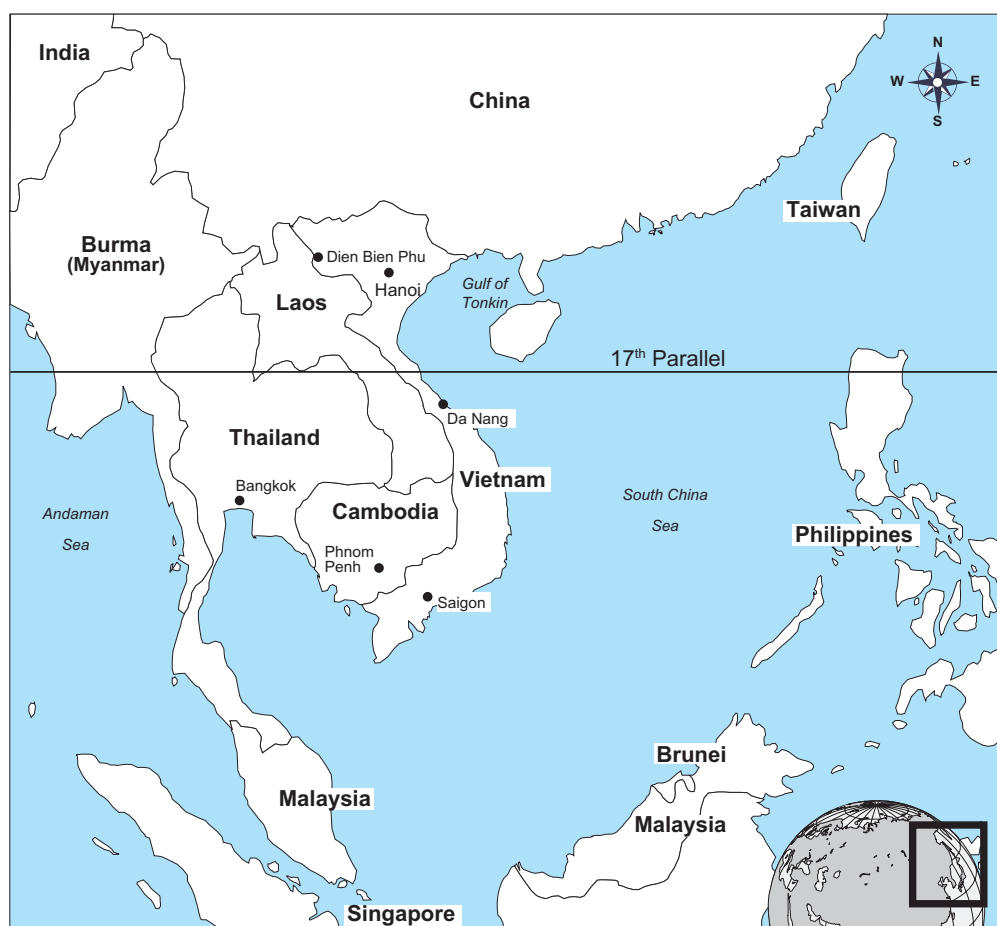 India
China
N
W
E
S
Taiwan
Burma
(Myanmar)
Dien Bien Phu
Hanoi
Laos
Gulf of
Tonkin
17th Parallel
Da Nang
Thailand
Vietnam
Bangkok
Cambodia
South China
Sea
Andaman
Sea
Philippines
Phnom
Penh
Saigon
Brunei
Malaysia
Malaysia
Singapore